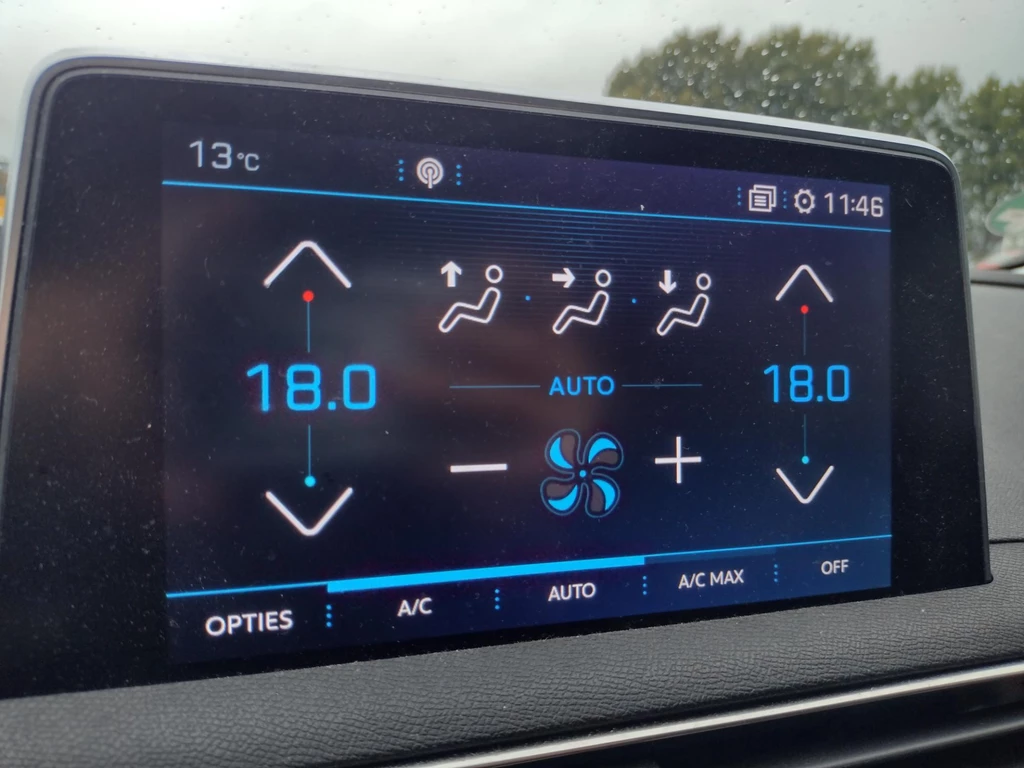 13°C
11:46
18.0
AUTO
18.0
OPTIES
A/C
AUTO
A/C MAX
OFF